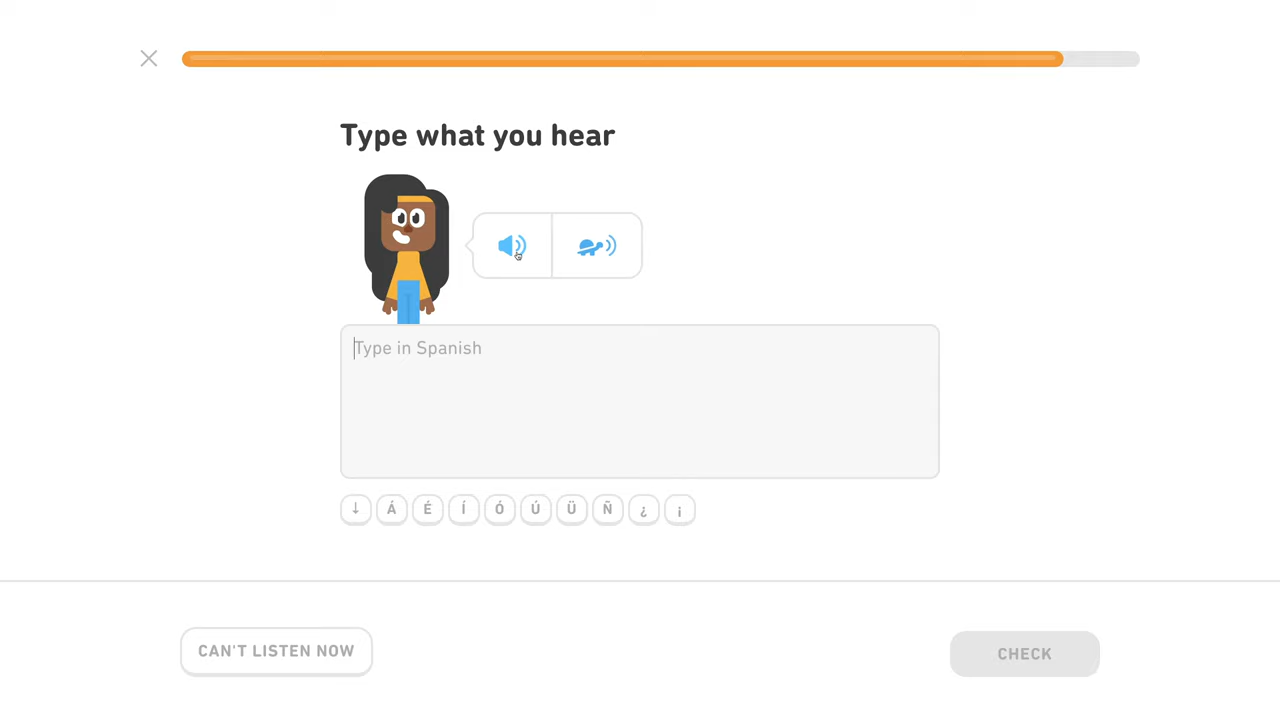 Type what you hear
Type in Spanish
↓ Á É Í Ó Ú Ü Ñ ¿ ¡
CAN'T LISTEN NOW
CHECK